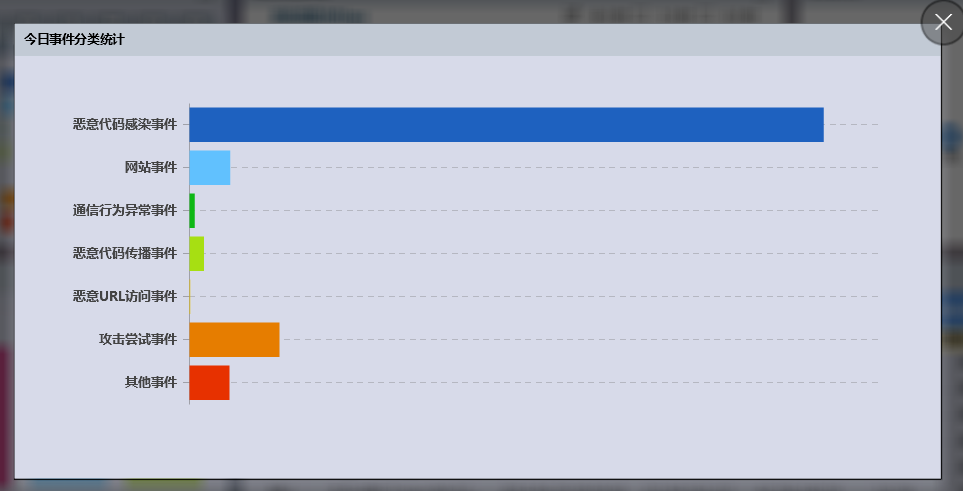 今日事件分类统计
恶意代码感染事件
网站事件
通信行为异常事件
恶意代码传播事件
恶意URL访问事件
攻击尝试事件
其他事件